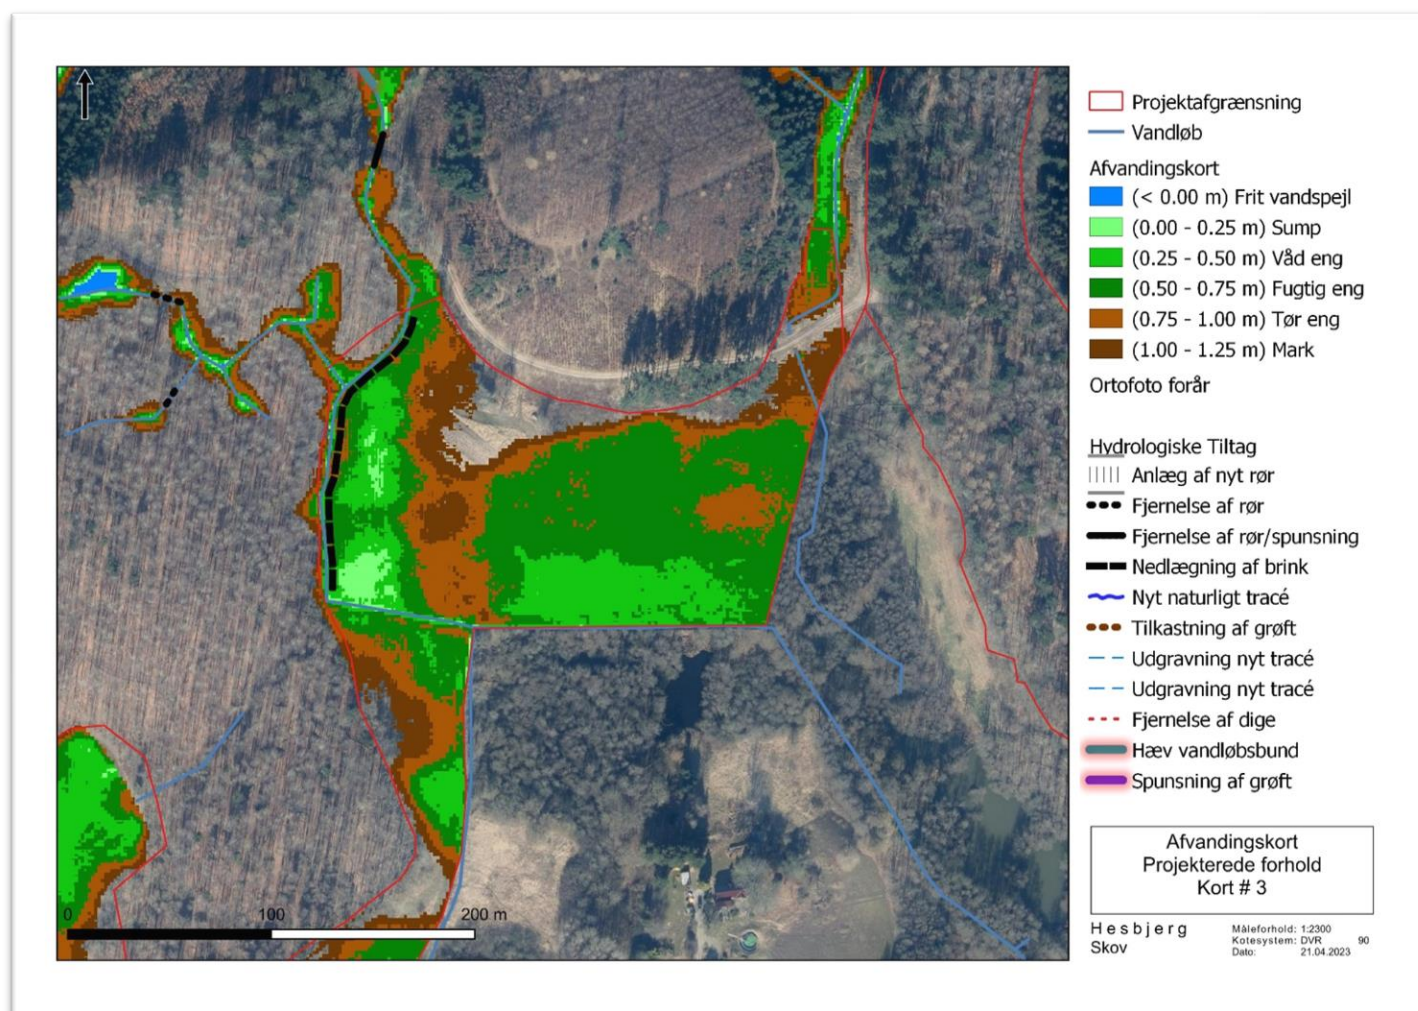 Projektafgrænsning
Vandløb
Afvandingskort
(< 0.00 m) Frit vandspejl
(0.00 - 0.25 m) Sump
(0.25 - 0.50 m) Våd eng
(0.50 - 0.75 m) Fugtig eng
(0.75 - 1.00 m) Tør eng
(1.00 - 1.25 m) Mark
Ortofoto forår
Hydrologiske Tiltag
Anlæg af nyt rør
Fjernelse af rør
Fjernelse af rør/spunsning
Nedlægning af brink
Nyt naturligt tracé
Tilkastning af grøft
Udgravning nyt tracé
Udgravning nyt tracé
Fjernelse af dige
Hæv vandløbsbund
Spunsning af grøft
Afvandingskort
Projekterede forhold
Kort # 3
0 100 200 m
Hesbjerg
Skov
Måleforhold: 1:2300
Kotesystem: DVR 90
Dato: 21.04.2023